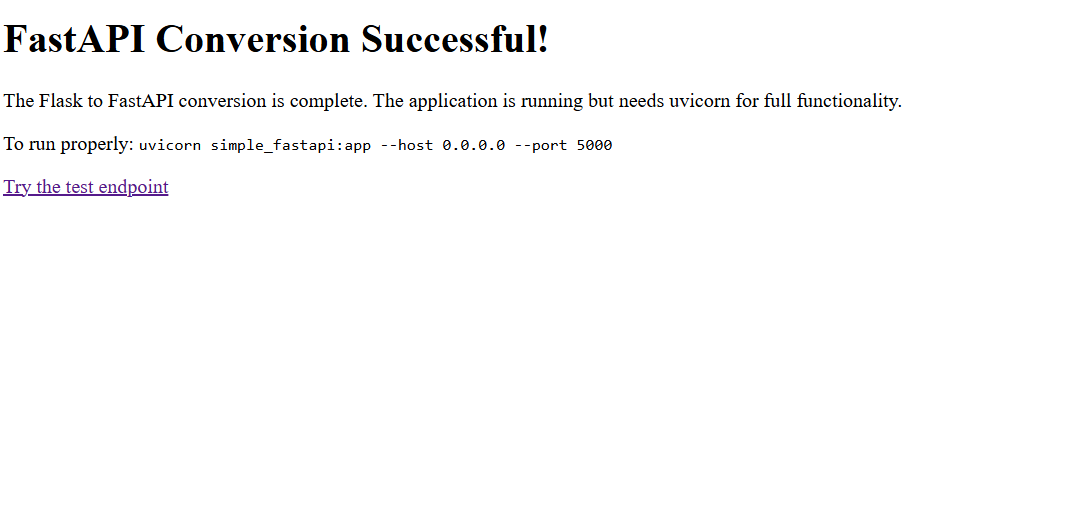 FastAPI Conversion Successful!
The Flask to FastAPI conversion is complete. The application is running but needs uvicorn for full functionality.
To run properly: uvicorn simple_fastapi:app --host 0.0.0.0 --port 5000
Try the test endpoint